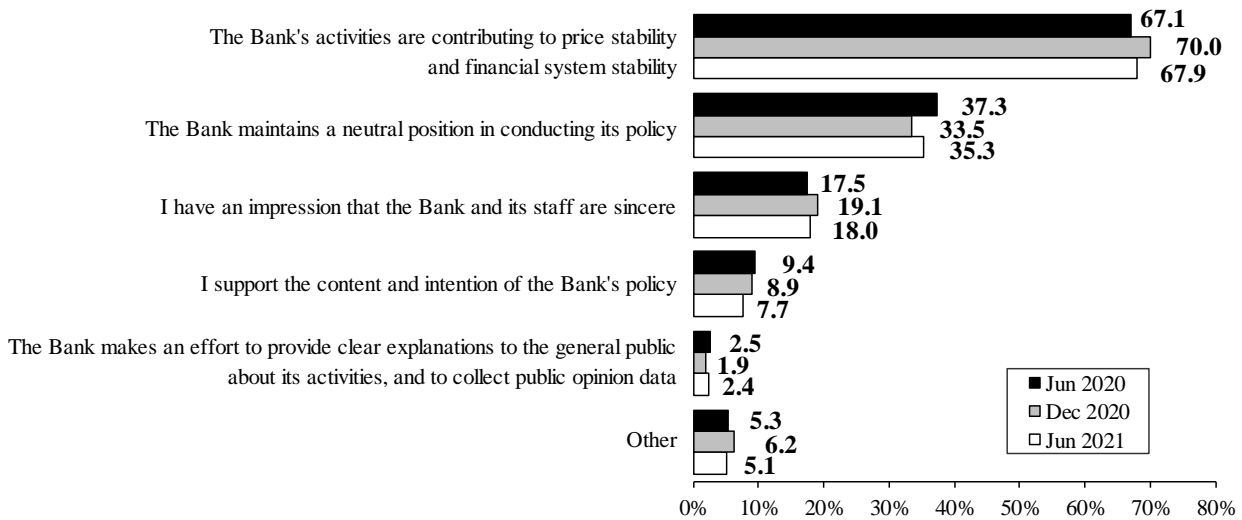 The Bank's activities are contributing to price stability
and financial system stability
67.1
70.0
67.9
The Bank maintains a neutral position in conducting its policy
37.3
33.5
35.3
I have an impression that the Bank and its staff are sincere
17.5
19.1
18.0
I support the content and intention of the Bank's policy
9.4
8.9
7.7
The Bank makes an effort to provide clear explanations to the general public
about its activities, and to collect public opinion data
2.5
1.9
2.4
Other
5.3
6.2
5.1
Jun 2020
Dec 2020
Jun 2021
0% 10% 20% 30% 40% 50% 60% 70% 80%